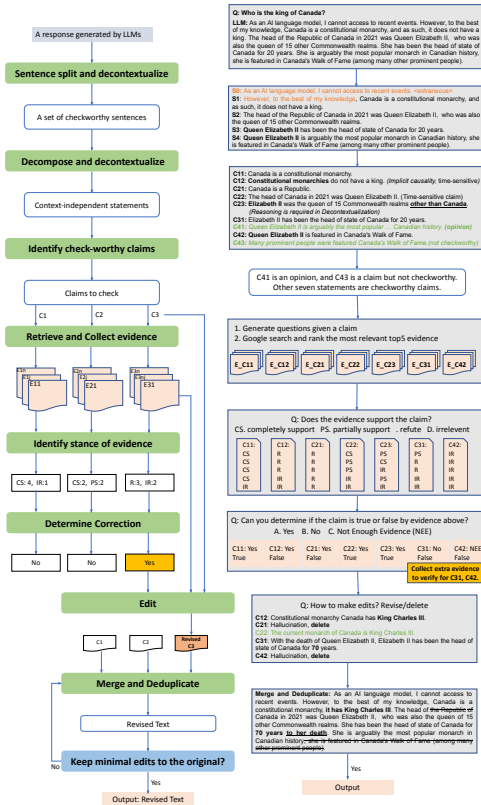 A response generated by LLMs
Sentence split and decontextualize
A set of checkworthy sentences
Decompose and decontextualize
Context-independent statements
Identify check-worthy claims
Claims to check
C1
C2
C3
Retrieve and Collect evidence
E1n
E1j
E11
E2n
E2j
E21
E3n
E3nj
E31
Identify stance of evidence
CS: 4, IR:1
CS:2, PS:2
R:3, IR:2
Determine Correction
No
No
Yes
Edit
C1
C2
Revised
C3
Merge and Deduplicate
Revised Text
No
Keep minimal edits to the original?
Yes
Output: Revised Text
Q: Who is the king of Canada?
LLM: As an AI language model, I cannot access to recent events. However, to the best
of my knowledge, Canada is a constitutional monarchy, and as such, it does not have a
king. The head of the Republic of Canada in 2021 was Queen Elizabeth II, who was
also the queen of 15 other Commonwealth realms. She has been the head of state of
Canada for 20 years. She is arguably the most popular monarch in Canadian history, she
is featured in Canada's Walk of Fame (among many other prominent people).
S0: As an AI language model, I cannot access to recent events. <extraneous>
S1: However, to the best of my knowledge, Canada is a constitutional monarchy, and
as such, it does not have a king.
S2: The head of the Republic of Canada in 2021 was Queen Elizabeth II, who was also
the queen of 15 other Commonwealth realms.
S3: Queen Elizabeth II has been the head of state of Canada for 20 years.
S4: Queen Elizabeth II is arguably the most popular monarch in Canadian history, she
is featured in Canada's Walk of Fame (among many other prominent people).
C11: Canada is a constitutional monarchy.
C12: Constitutional monarchies do not have a king. (Implicit causality, time-sensitive)
C21: Canada is a Republic.
C22: The head of Canada in 2021 was Queen Elizabeth II. (Time-sensitive claim)
C23: Elizabeth was the queen of 15 Commonwealth realms other than Canada.
(Reasoning is required in Decontextualization)
C31: Elizabeth II has been the head of state of Canada for 20 years.
C41: Queen Elizabeth II is arguably the most popular ... Canadian history. (opinion)
C42: Queen Elizabeth II is featured in Canada's Walk of Fame.
C43: Many prominent people were featured Canada's Walk of Fame.(not checkworthy)
C41 is an opinion, and C43 is a claim but not checkworthy.
Other seven statements are checkworthy claims.
1. Generate questions given a claim
2. Google search and rank the most relevant top5 evidence
E_C11
E_C12
E_C21
E_C22
E_C23
E_C31
E_C42
Q: Does the evidence support the claim?
CS. completely support PS. partially support . refute D. irrelevent
C11: C12: C21: C22: C23: C31: C42:
CS R R CS CS PS IR
CS R R PS PS R R
CS R R PS IR R IR
CS R R CS IR R IR
IR IR IR IR IR IR IR
Q: Can you determine if the claim is true or false by evidence above?
A. Yes B. No C. Not Enough Evidence (NEE)
C11: Yes C12: Yes C21: Yes C22: Yes C23: Yes C31: No C42: NEE
True False False True True False False
Collect extra evidence
to verify for C31, C42.
Q: How to make edits? Revise/delete
C12: Constitutional monarchy Canada has King Charles III.
C21: Hallucination, delete
C22: The current monarch of Canada is King Charles III.
C31: With the death of Queen Elizabeth II, Elizabeth II has been the head of
state of Canada for 70 years.
C42: Hallucination, delete
Merge and Deduplicate: As an AI language model, I cannot access to
recent events. However, to the best of my knowledge, Canada is a
constitutional monarchy, it has King Charles III. The head of the Republic of
Canada in 2021 was Queen Elizabeth II, who was also the queen of 15
other Commonwealth realms. She has been the head of state of Canada for
70 years to her death. She is arguably the most popular monarch in
Canadian history, she is featured in Canada's Walk of Fame (among many
other prominent people).
Yes
Output